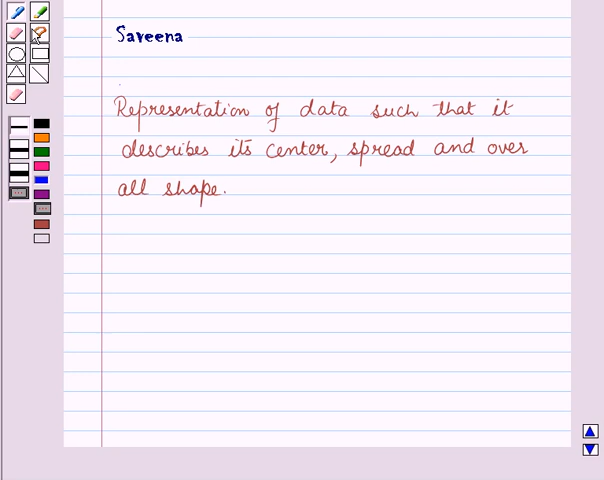 Saveena
Representation of data such that it
describes its center, spread and over
all shape.